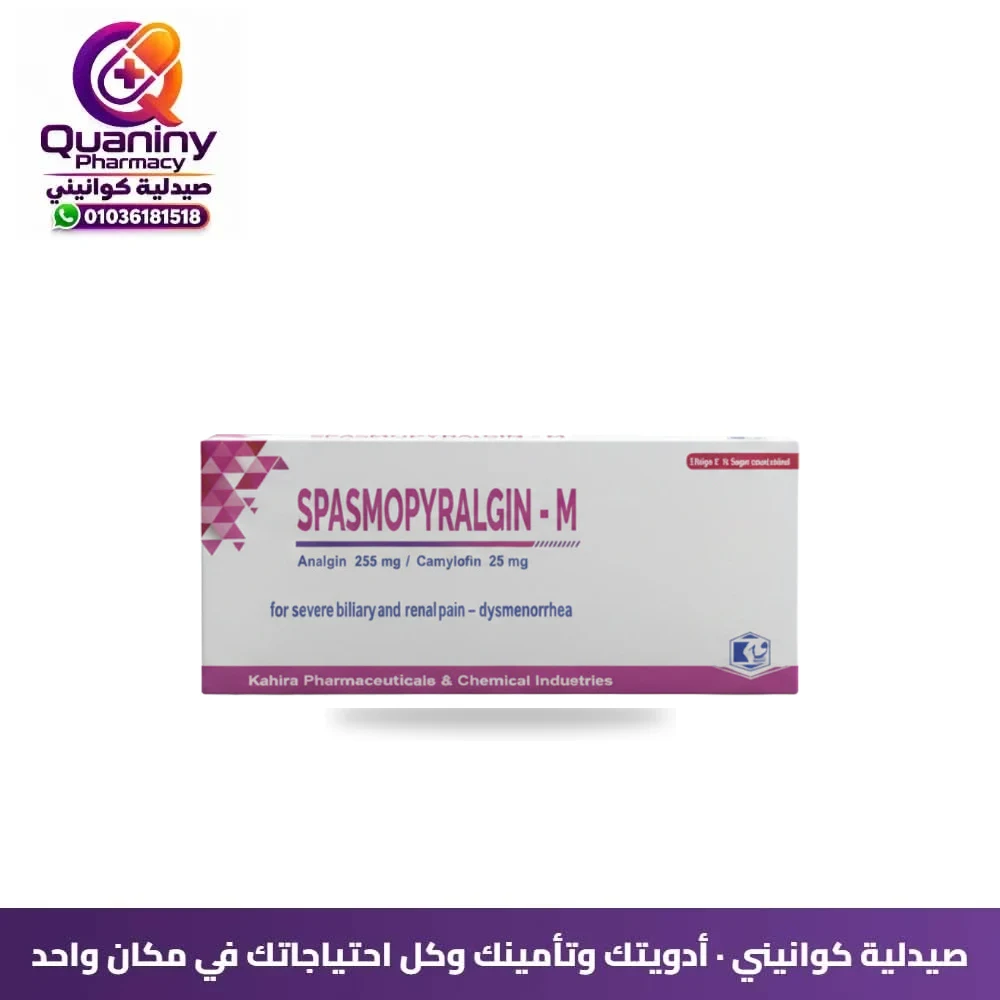 Quaniny
Pharmacy
صيدلية كوانيني
01036181518
SPASMOPYRALGIN - M
SPASMOPYRALGIN - M
Analgin 255 mg / Camylofin 25 mg
for severe biliary and renal pain – dysmenorrhea
Kahira Pharmaceuticals & Chemical Industries
صيدلية كوانيني · أدويتك وتأمينك وكل احتياجاتك في مكان واحد